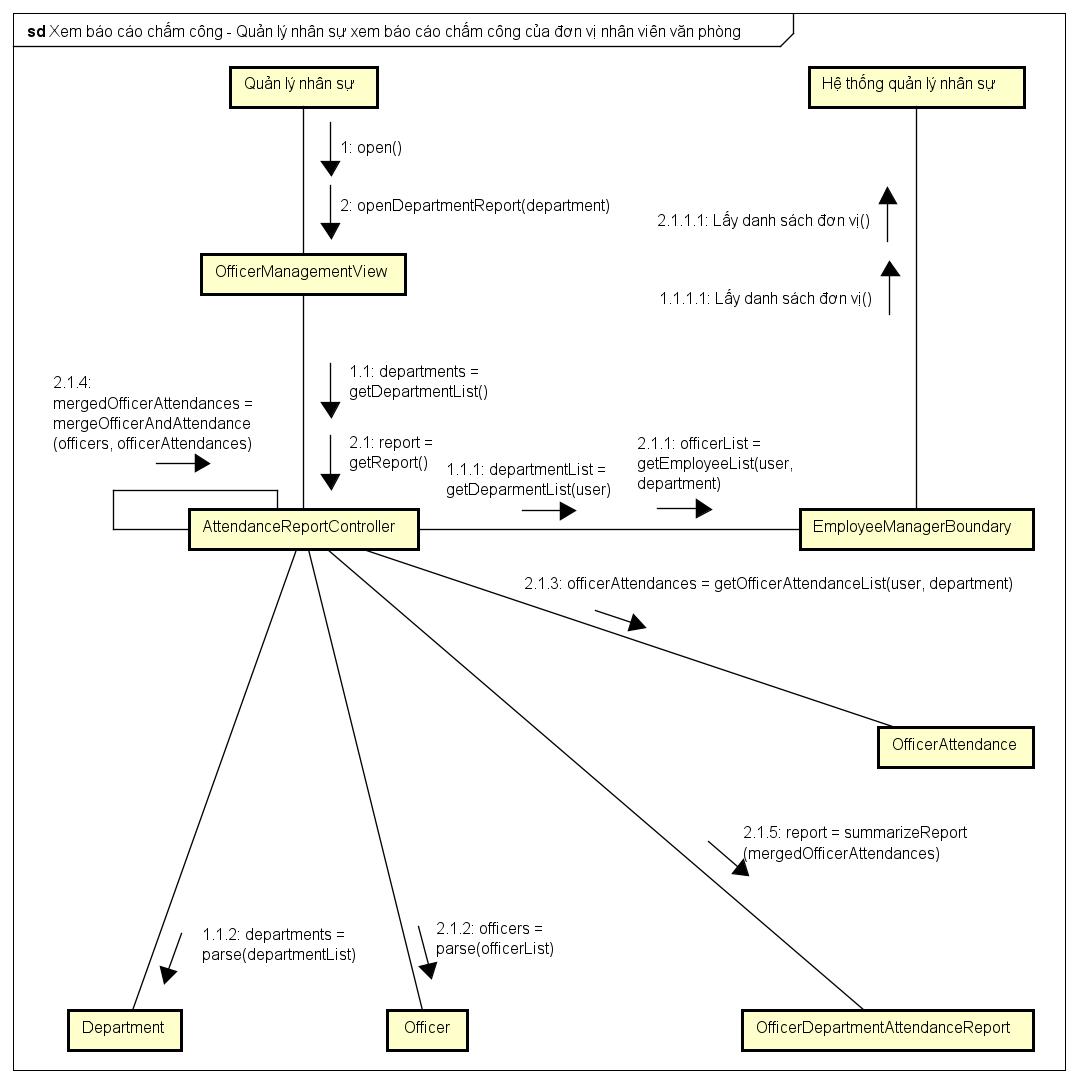 sd Xem báo cáo chấm công - Quản lý nhân sự xem báo cáo chấm công của đơn vị nhân viên văn phòng
Quản lý nhân sự
Hệ thống quản lý nhân sự
1: open()
2: openDepartmentReport(department)
2.1.1.1: Lấy danh sách đơn vị()
OfficerManagementView
1.1.1.1: Lấy danh sách đơn vị()
1.1: departments =
getDepartmentList()
2.1.4:
mergedOfficerAttendances =
mergeOfficerAndAttendance
(officers, officerAttendances)
2.1: report =
getReport()
1.1.1: departmentList =
getDeparmentList(user)
2.1.1: officerList =
getEmployeeList(user,
department)
AttendanceReportController
EmployeeManagerBoundary
2.1.3: officerAttendances = getOfficerAttendanceList(user, department)
OfficerAttendance
2.1.5: report = summarizeReport
(mergedOfficerAttendances)
1.1.2: departments =
parse(departmentList)
2.1.2: officers =
parse(officerList)
Department
Officer
OfficerDepartmentAttendanceReport